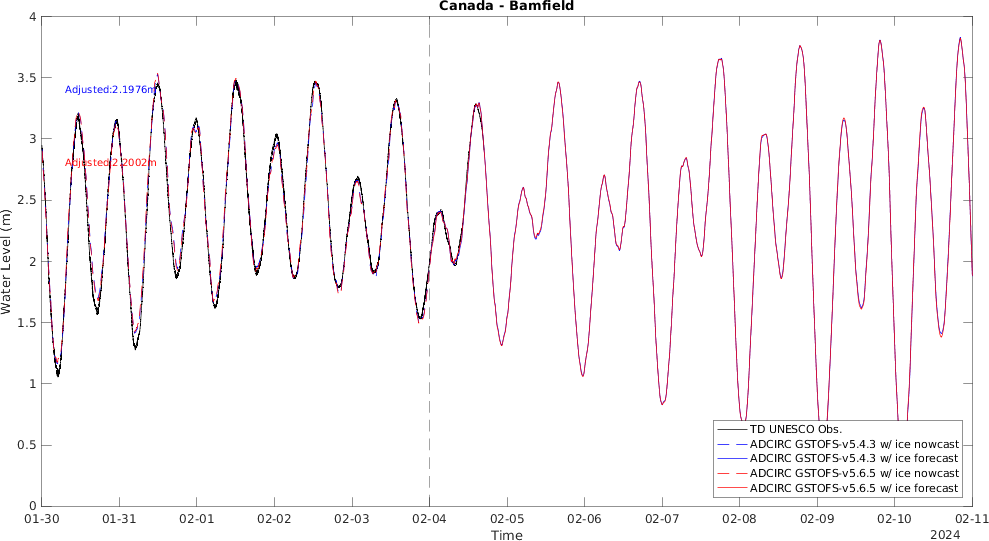 Canada - Bamfield
4
3.5
3
2.5
2
1.5
1
0.5
0
Water Level (m)
Adjusted:2.1976m
Adjusted:2.2002m
TD UNESCO Obs.
ADCIRC GSTOFS-v5.4.3 w/ ice nowcast
ADCIRC GSTOFS-v5.4.3 w/ ice forecast
ADCIRC GSTOFS-v5.6.5 w/ ice nowcast
ADCIRC GSTOFS-v5.6.5 w/ ice forecast
01-30 01-31 02-01 02-02 02-03 02-04 02-05 02-06 02-07 02-08 02-09 02-10 02-11
Time
2024